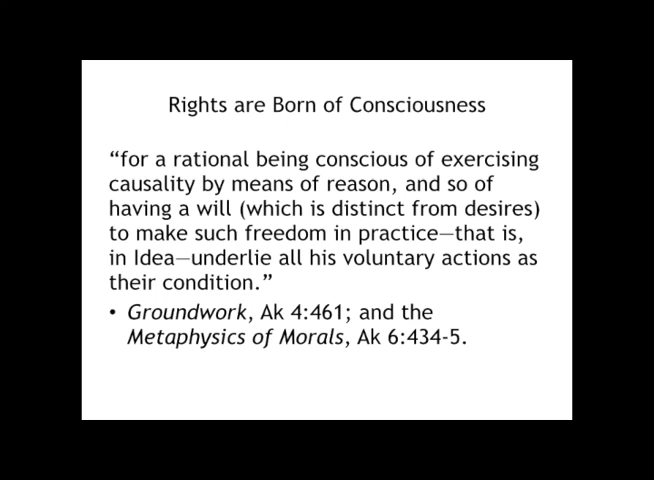 Rights are Born of Consciousness
“for a rational being conscious of exercising
causality by means of reason, and so of
having a will (which is distinct from desires)
to make such freedom in practice—that is,
in Idea—underlie all his voluntary actions as
their condition.”
• Groundwork, Ak 4:461; and the
Metaphysics of Morals, Ak 6:434-5.